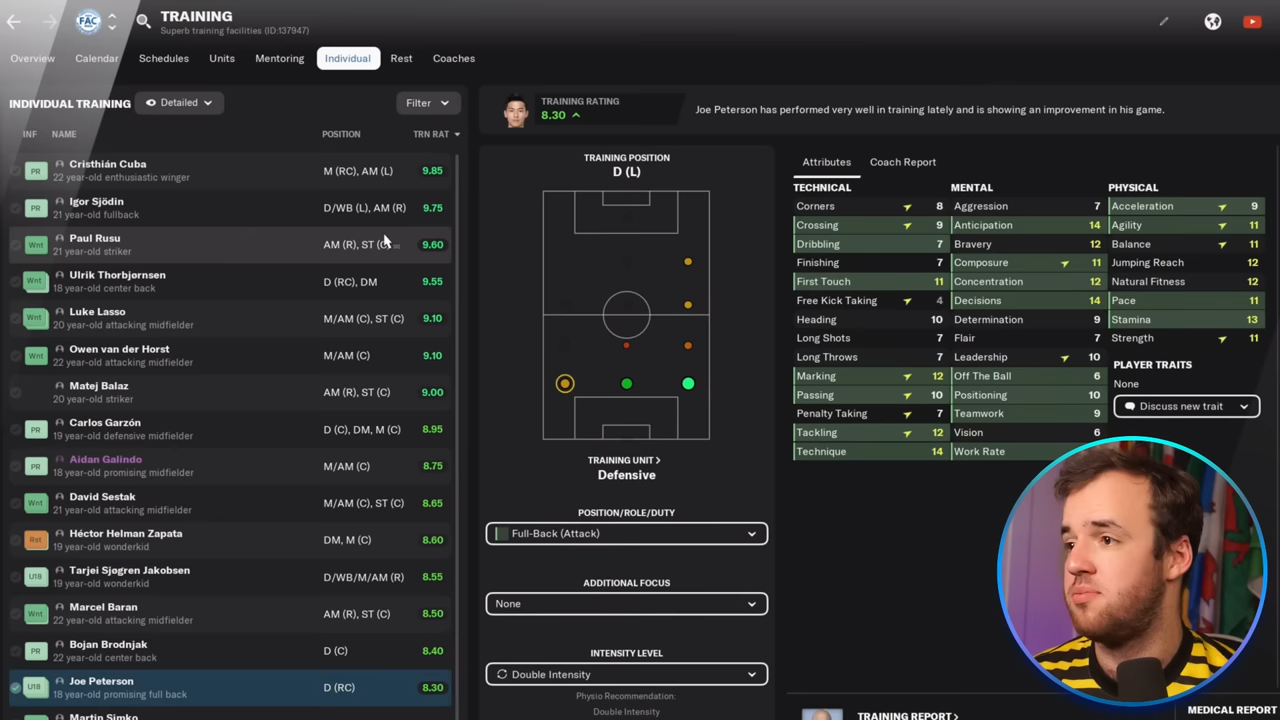 FAC
TRAINING
Superb training facilities (ID:137947)
Overview
Calendar
Schedules
Units
Mentoring
Individual
Rest
Coaches
INDIVIDUAL TRAINING
Detailed
Filter
INF NAME POSITION TRN RAT
PR Cristhián Cuba M (RC), AM (L) 9.85
22 year-old enthusiastic winger
PR Igor Sjödin D/WB (L), AM (R) 9.75
21 year-old fullback
Wnt Paul Rusu AM (R), ST (C) 9.60
21 year-old striker
Wnt Ulrik Thorbjørnsen D (RC), DM 9.55
18 year-old center back
Wnt Luke Lasso M/AM (C), ST (C) 9.10
20 year-old attacking midfielder
Wnt Owen van der Horst M/AM (C) 9.10
22 year-old attacking midfielder
Matej Balaz AM (R), ST (C) 9.00
20 year-old striker
PR Carlos Garzón D (C), DM, M (C) 8.95
19 year-old defensive midfielder
PR Aidan Galindo M/AM (C) 8.75
18 year-old promising midfielder
Wnt David Sestak M/AM (C), ST (C) 8.65
21 year-old attacking midfielder
Rst Héctor Helman Zapata DM, M (C) 8.60
19 year-old wonderkid
U18 Tarjei Sjøgren Jakobsen D/WB/M/AM (R) 8.55
19 year-old wonderkid
Wnt Marcel Baran AM (R), ST (C) 8.50
22 year-old attacking midfielder
PR Bojan Brodnjak D (C) 8.40
22 year-old center back
U18 Joe Peterson D (RC) 8.30
18 year-old promising full back
Martin Simko
TRAINING RATING
8.30
Joe Peterson has performed very well in training lately and is showing an improvement in his game.
TRAINING POSITION
D (L)
TRAINING UNIT >
Defensive
POSITION/ROLE/DUTY
Full-Back (Attack)
ADDITIONAL FOCUS
None
INTENSITY LEVEL
Double Intensity
Physio Recommendation:
Double Intensity
Attributes
Coach Report
TECHNICAL
Corners 8
Crossing 9
Dribbling 7
Finishing 7
First Touch 11
Free Kick Taking 4
Heading 10
Long Shots 7
Long Throws 7
Marking 12
Passing 10
Penalty Taking 7
Tackling 12
Technique 14
MENTAL
Aggression 7
Anticipation 14
Bravery 12
Composure 11
Concentration 12
Decisions 14
Determination 9
Flair 7
Leadership 10
Off The Ball 6
Positioning 10
Teamwork 9
Vision 6
Work Rate
PHYSICAL
Acceleration 9
Agility 11
Balance 11
Jumping Reach 12
Natural Fitness 12
Pace 11
Stamina 13
Strength 11
PLAYER TRAITS
None
Discuss new trait
TRAINING REPORT >
MEDICAL REPORT